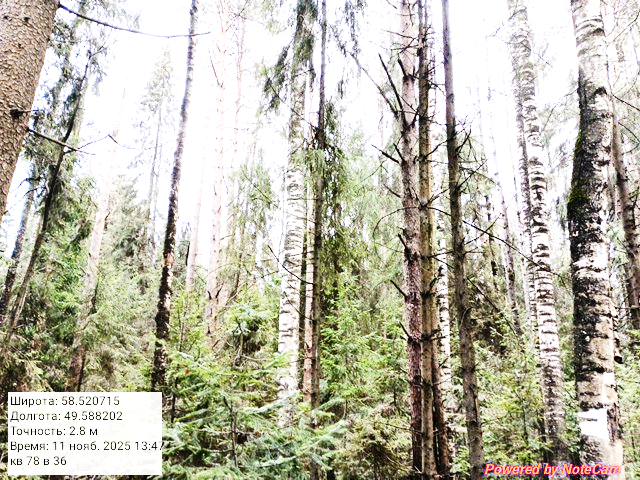 Широта: 58.520715
Долгота: 49.588202
Точность: 2.8 м
Время: 11 нояб. 2025 13:47
кв 78 в 36
Powered by NoteCam